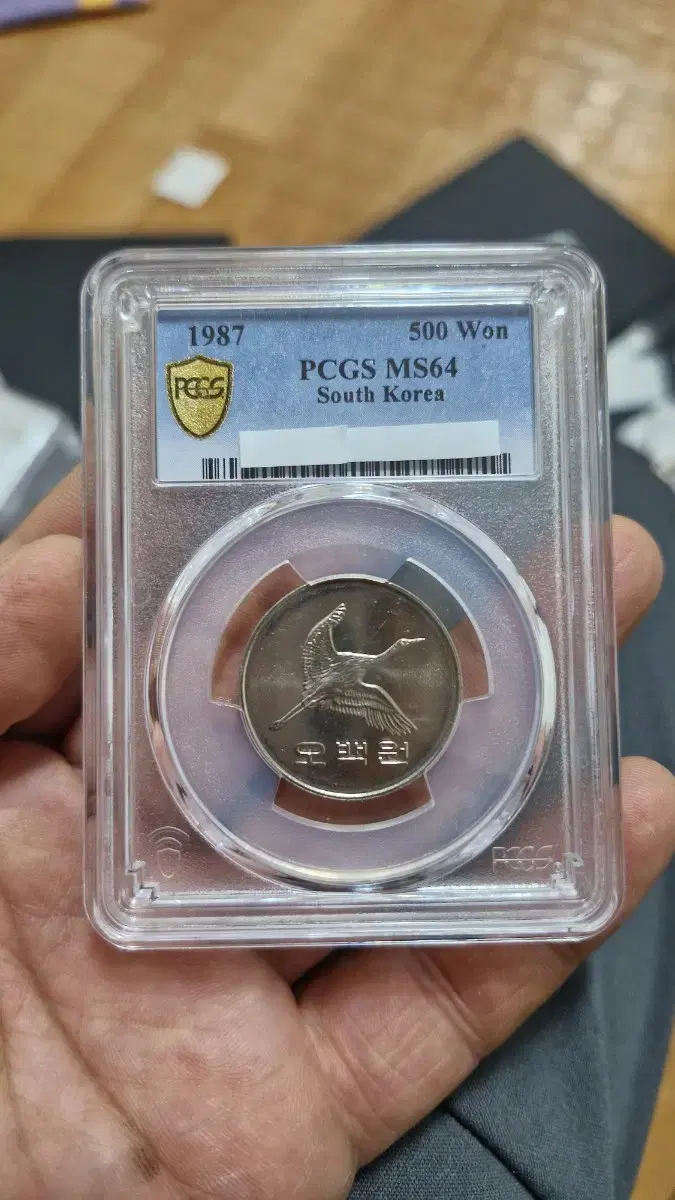 1987 500 Won
PCGS
PCGS MS64
South Korea
오백원
PCGS